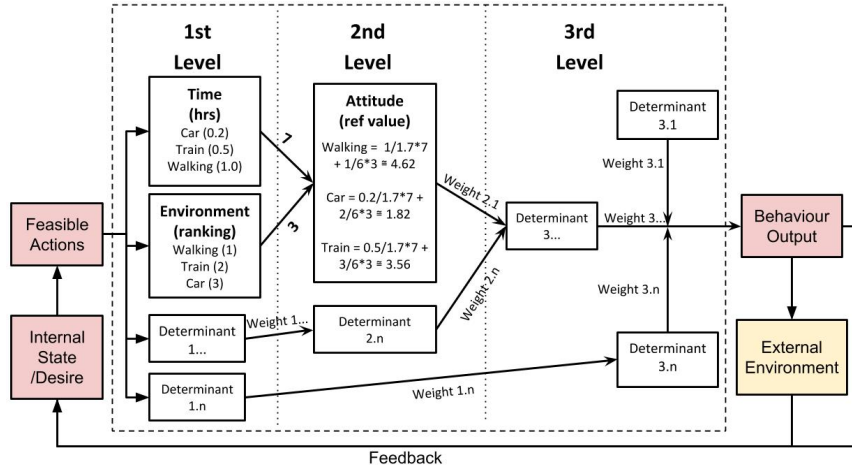 1st
Level
2nd
Level
3rd
Level
Time
(hrs)
Car (0.2)
Train (0.5)
Walking (1.0)
7
Environment
(ranking)
Walking (1)
Train (2)
Car (3)
3
Attitude
(ref value)
Walking = 1/1.7*7
+ 1/6*3 ≅ 4.62
Car = 0.2/1.7*7 +
2/6*3 ≅ 1.82
Train = 0.5/1.7*7 +
3/6*3 ≅ 3.56
Feasible
Actions
Internal
State
/Desire
Determinant
1...
Weight 1...
Determinant
1.n
Weight 1.n
Determinant
2.n
Weight 2.1
Weight 2.n
Determinant
3...
Weight 3...
Determinant
3.1
Weight 3.1
Weight 3.n
Determinant
3.n
Behaviour
Output
External
Environment
Feedback